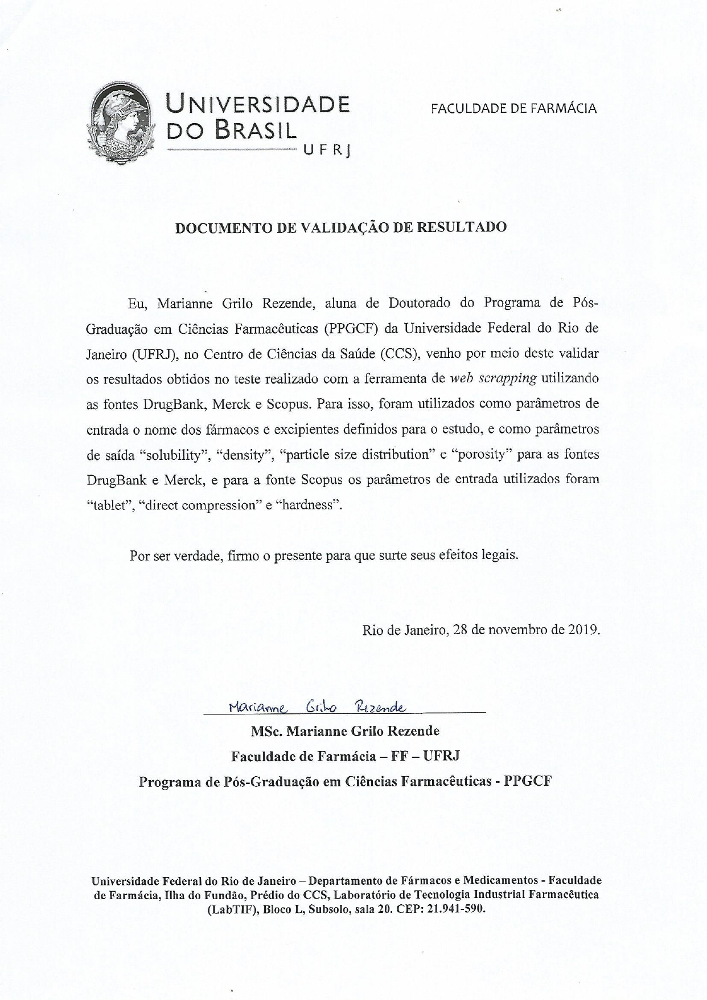 UNIVERSIDADE
DO BRASIL
UFRJ
FACULDADE DE FARMÁCIA
DOCUMENTO DE VALIDAÇÃO DE RESULTADO
Eu, Marianne Grilo Rezende, aluna de Doutorado do Programa de Pós-
Graduação em Ciências Farmacêuticas (PPGCF) da Universidade Federal do Rio de
Janeiro (UFRJ), no Centro de Ciências da Saúde (CCS), venho por meio deste validar
os resultados obtidos no teste realizado com a ferramenta de web scrapping utilizando
as fontes DrugBank, Merck e Scopus. Para isso, foram utilizados como parâmetros de
entrada o nome dos fármacos e excipientes definidos para o estudo, e como parâmetros
de saída “solubility”, “density”, “particle size distribution” e “porosity” para as fontes
DrugBank e Merck, e para a fonte Scopus os parâmetros de entrada utilizados foram
“tablet”, “direct compression” e “hardness”.
Por ser verdade, firmo o presente para que surte seus efeitos legais.
Rio de Janeiro, 28 de novembro de 2019.
Marianne Grilo Rezende
MSc. Marianne Grilo Rezende
Faculdade de Farmácia – FF – UFRJ
Programa de Pós-Graduação em Ciências Farmacêuticas - PPGCF
Universidade Federal do Rio de Janeiro – Departamento de Fármacos e Medicamentos - Faculdade
de Farmácia, Ilha do Fundão, Prédio do CCS, Laboratório de Tecnologia Industrial Farmacêutica
(LabTIF), Bloco L, Subsolo, sala 20. CEP: 21.941-590.